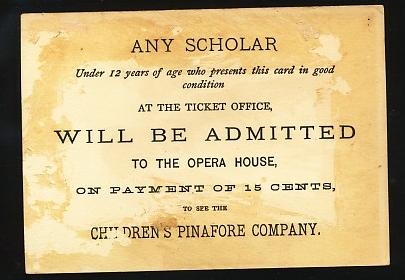 ANY SCHOLAR
Under 12 years of age who presents this card in good
condition
AT THE TICKET OFFICE,
WILL BE ADMITTED
TO THE OPERA HOUSE,
ON PAYMENT OF 15 CENTS,
TO SEE THE
CHILDREN'S PINAFORE COMPANY.